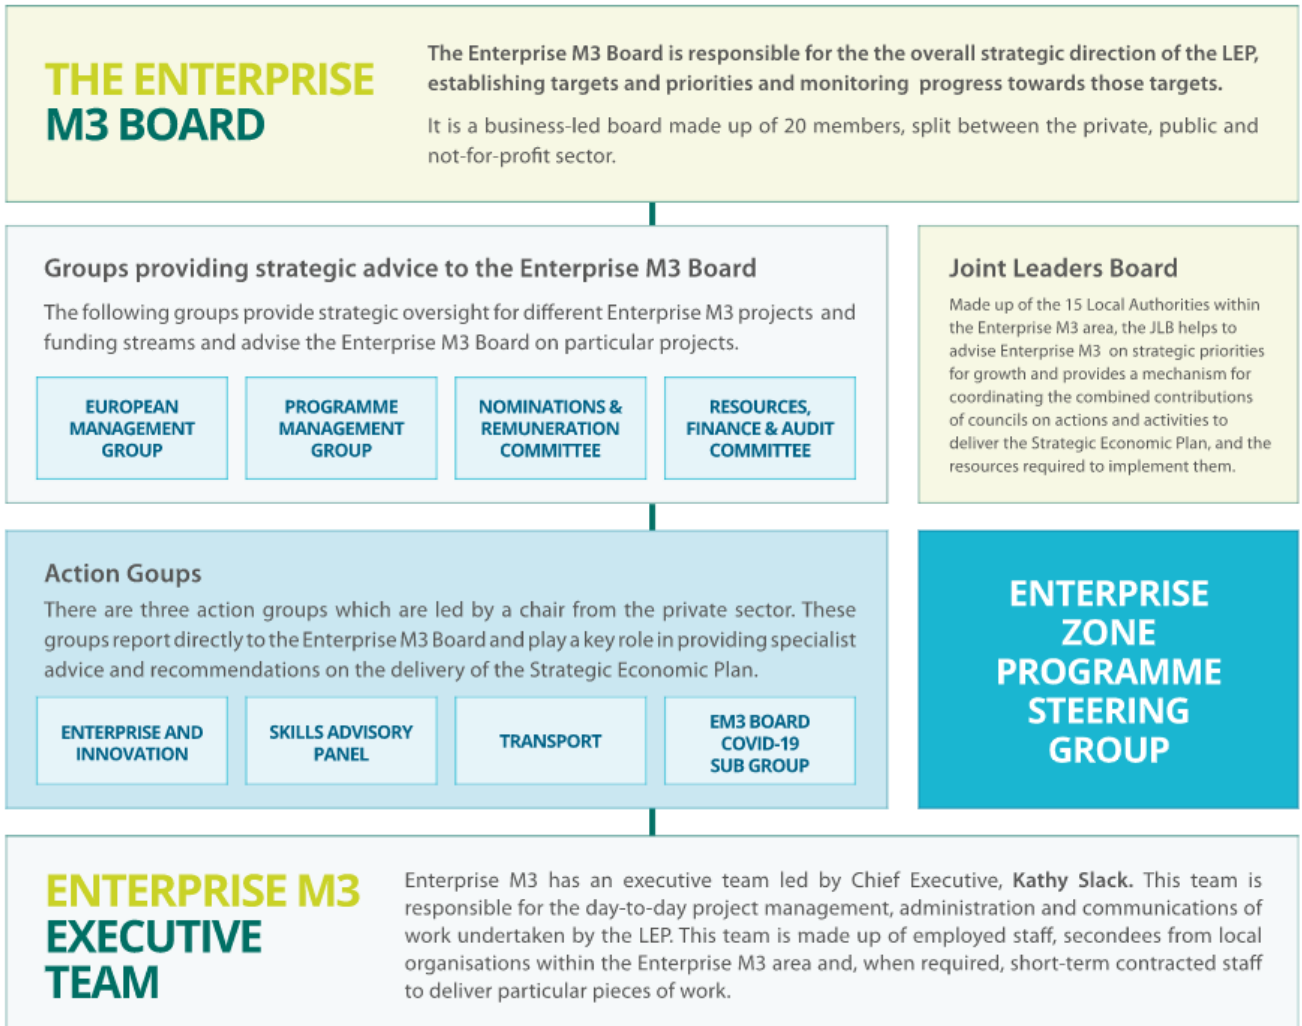 THE ENTERPRISE
M3 BOARD
The Enterprise M3 Board is responsible for the the overall strategic direction of the LEP,
establishing targets and priorities and monitoring progress towards those targets.
It is a business-led board made up of 20 members, split between the private, public and
not-for-profit sector.
Groups providing strategic advice to the Enterprise M3 Board
The following groups provide strategic oversight for different Enterprise M3 projects and
funding streams and advise the Enterprise M3 Board on particular projects.
EUROPEAN
MANAGEMENT
GROUP
PROGRAMME
MANAGEMENT
GROUP
NOMINATIONS &
REMUNERATION
COMMITTEE
RESOURCES,
FINANCE & AUDIT
COMMITTEE
Joint Leaders Board
Made up of the 15 Local Authorities within
the Enterprise M3 area, the JLB helps to
advise Enterprise M3 on strategic priorities
for growth and provides a mechanism for
coordinating the combined contributions
of councils on actions and activities to
deliver the Strategic Economic Plan, and the
resources required to implement them.
Action Goups
There are three action groups which are led by a chair from the private sector. These
groups report directly to the Enterprise M3 Board and play a key role in providing specialist
advice and recommendations on the delivery of the Strategic Economic Plan.
ENTERPRISE AND
INNOVATION
SKILLS ADVISORY
PANEL
TRANSPORT
EM3 BOARD
COVID-19
SUB GROUP
ENTERPRISE
ZONE
PROGRAMME
STEERING
GROUP
ENTERPRISE M3
EXECUTIVE
TEAM
Enterprise M3 has an executive team led by Chief Executive, Kathy Slack. This team is
responsible for the day-to-day project management, administration and communications of
work undertaken by the LEP. This team is made up of employed staff, secondees from local
organisations within the Enterprise M3 area and, when required, short-term contracted staff
to deliver particular pieces of work.